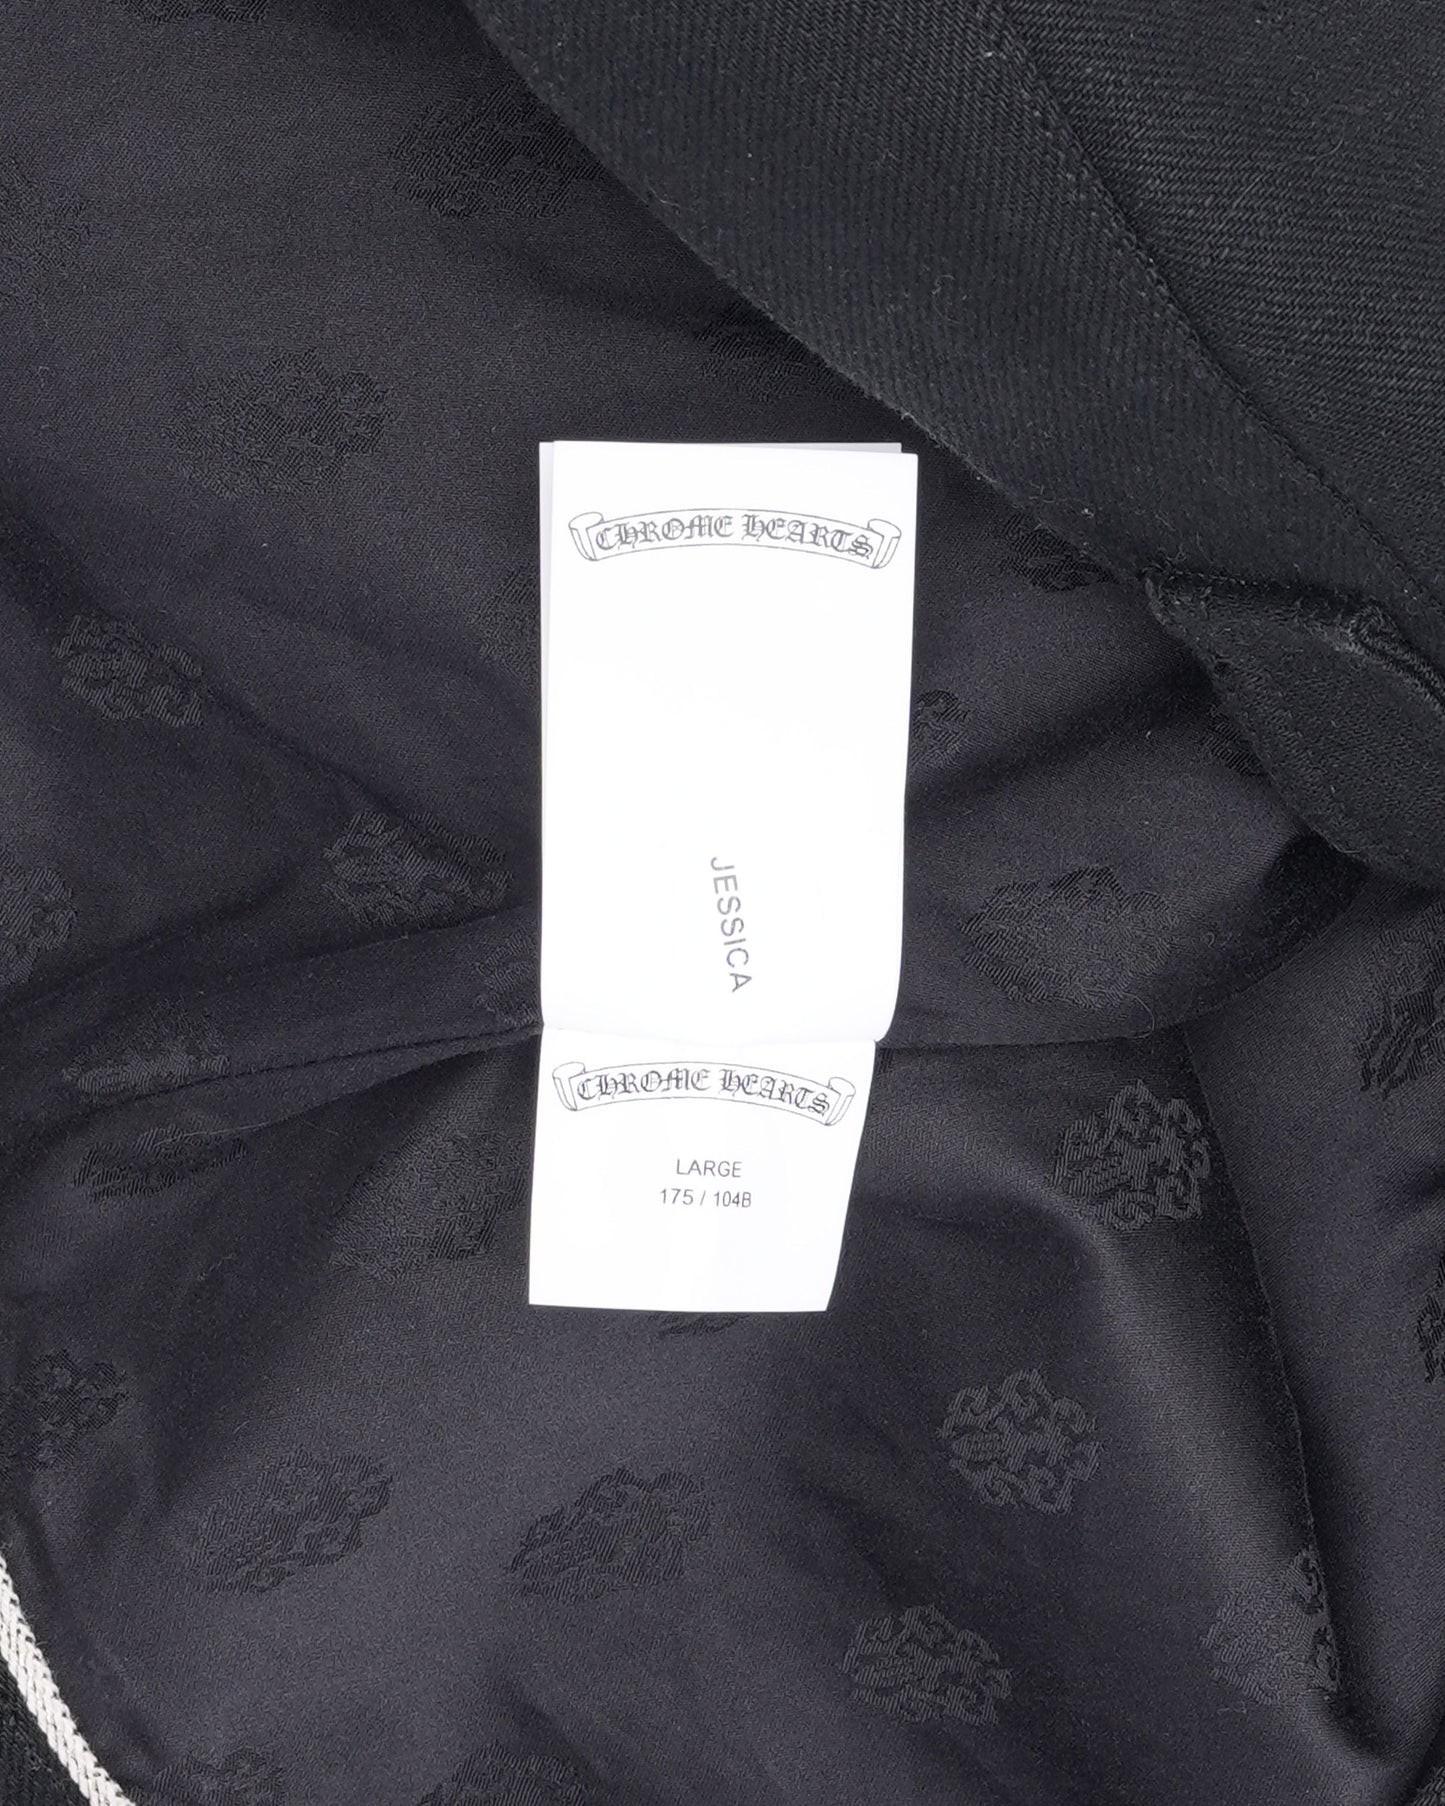 CHROME HEARTS
JESSICA
CHROME HEARTS
LARGE
175 / 104B